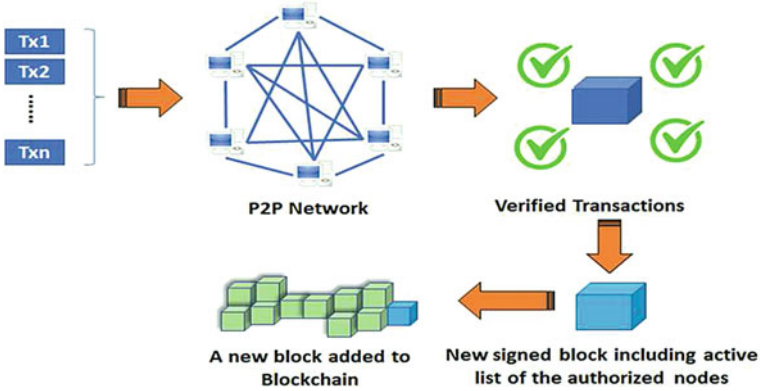 Tx1
Tx2
Txn
P2P Network
Verified Transactions
A new block added to
Blockchain
New signed block including active
list of the authorized nodes